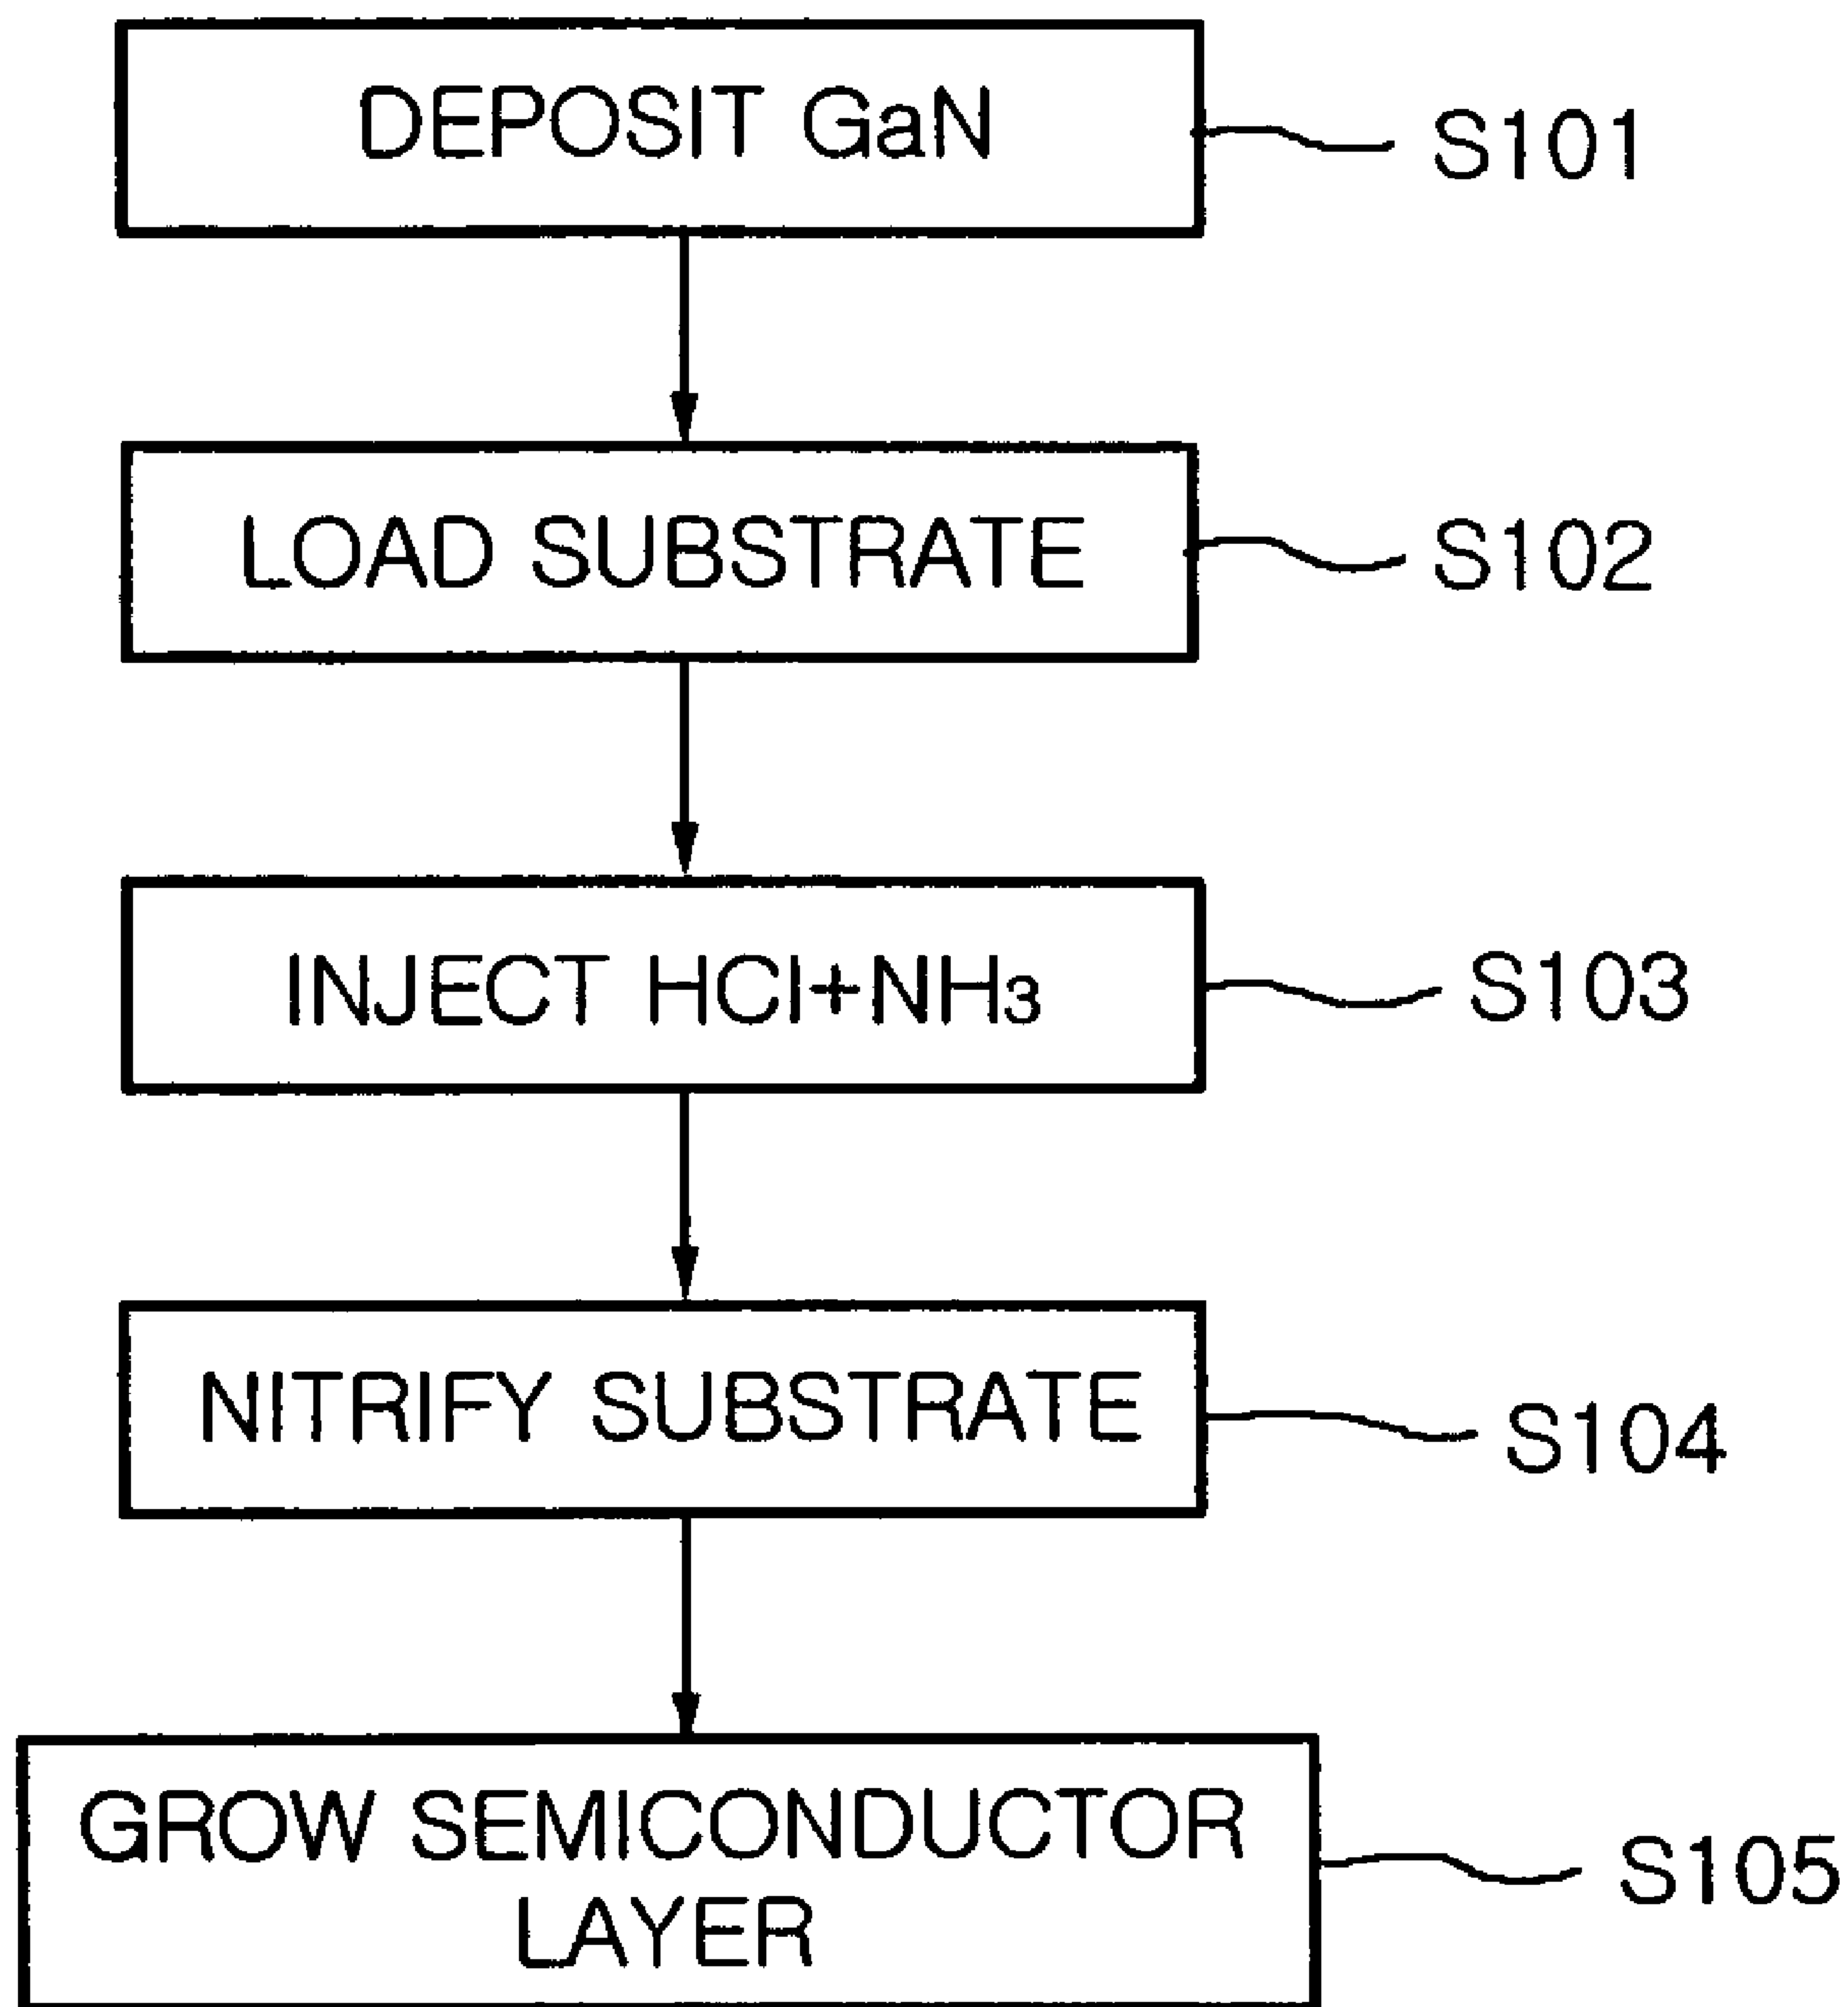 DEPOSIT GaN
S101
LOAD SUBSTRATE
S102
INJECT HCl+NH₃
S103
NITRIFY SUBSTRATE
S104
GROW SEMICONDUCTOR
LAYER
S105